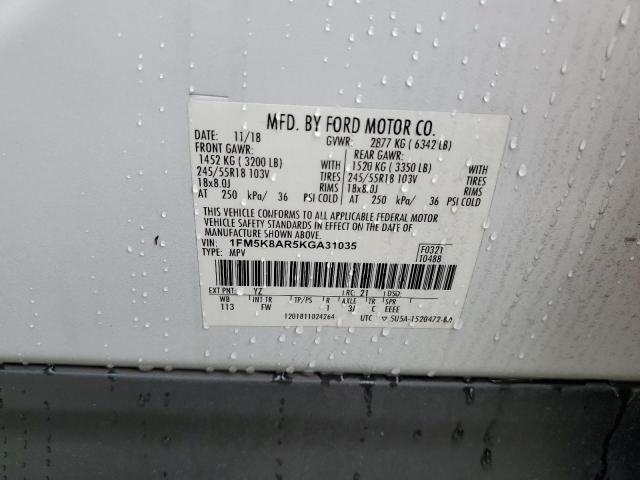 MFD. BY FORD MOTOR CO.
DATE: 11/18 GVWR: 2877 KG ( 6342 LB)
FRONT GAWR: REAR GAWR:
1452 KG ( 3200 LB) WITH 1520 KG ( 3350 LB) WITH
245/55R18 103V TIRES 245/55R18 103V TIRES
18x8.0J RIMS 18x8.0J RIMS
AT 250 kPa/ 36 PSI COLD AT 250 kPa/ 36 PSI COLD
THIS VEHICLE CONFORMS TO ALL APPLICABLE FEDERAL MOTOR
VEHICLE SAFETY STANDARDS IN EFFECT ON THE DATE OF
MANUFACTURE SHOWN ABOVE.
VIN: 1FM5K8AR5KGA31035 F0321
TYPE: MPV T0488
EXT PNT: YZ RC: 21 DSO:
WB INT TR TP/PS R AXLE TR SPR
113 FW 1 C EEEE
1201811024264 UTC ▽ 5U5A-1520472-